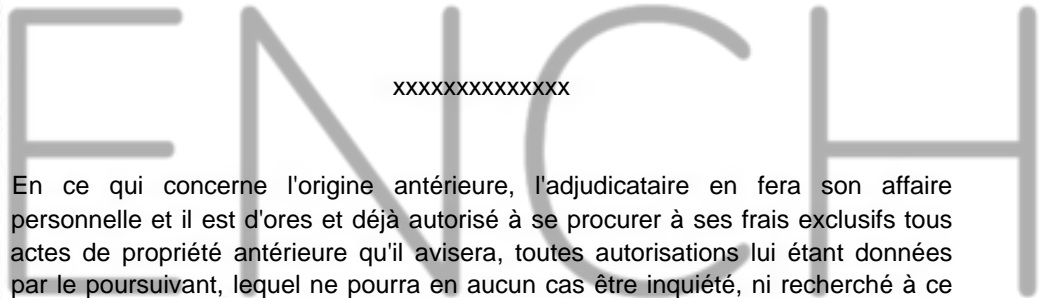 ENCH
xxxxxxxxxxxxxx
En ce qui concerne l'origine antérieure, l'adjudicataire en fera son affaire
personnelle et il est d'ores et déjà autorisé à se procurer à ses frais exclusifs tous
actes de propriété antérieure qu'il avisera, toutes autorisations lui étant données
par le poursuivant, lequel ne pourra en aucun cas être inquiété, ni recherché à ce